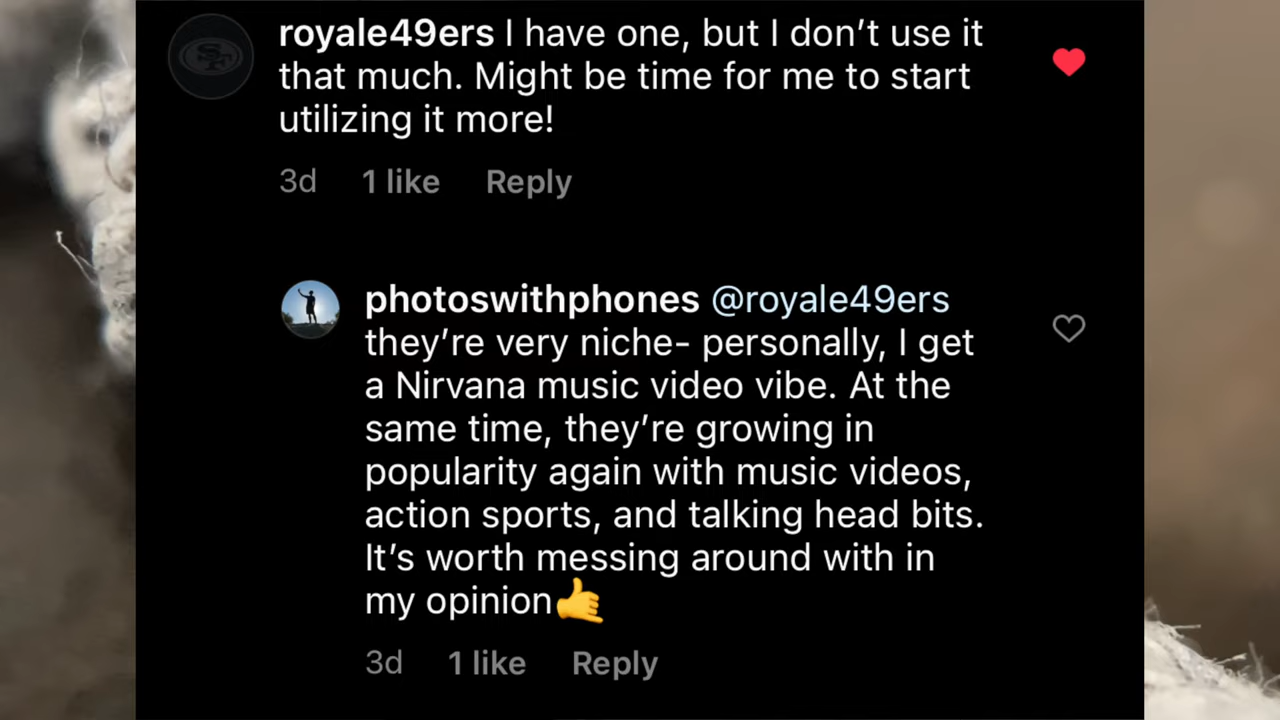 royale49ers I have one, but I don't use it
that much. Might be time for me to start
utilizing it more!
3d 1 like Reply
photoswithphones @royale49ers
they're very niche- personally, I get
a Nirvana music video vibe. At the
same time, they're growing in
popularity again with music videos,
action sports, and talking head bits.
It's worth messing around with in
my opinion🤙
3d 1 like Reply